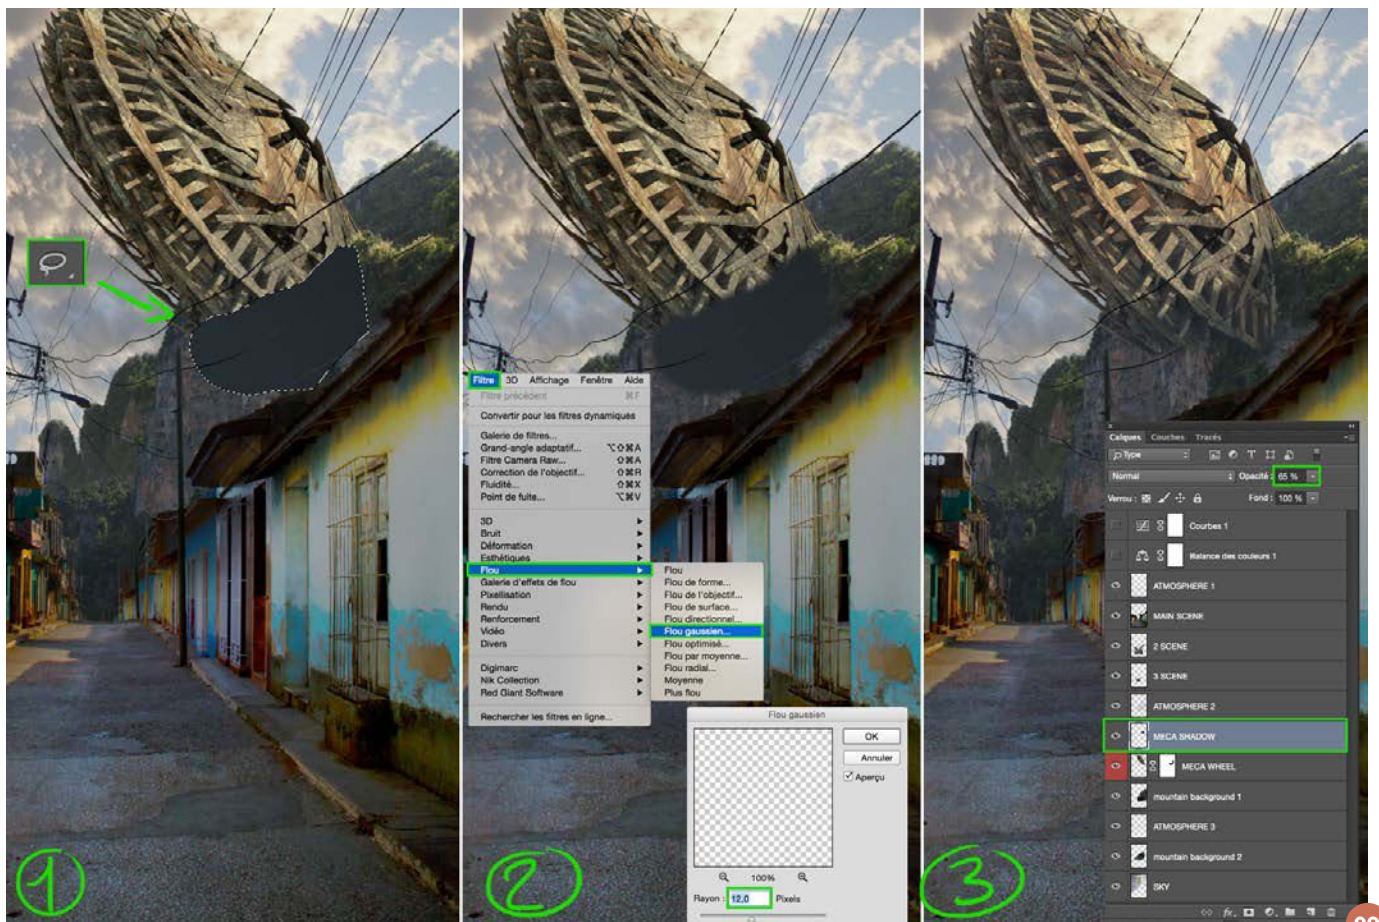 1
2
3
Filtre 3D Affichage Fenêtre Aide
Filtre précédent ⌘F
Convertir pour les filtres dynamiques
Galerie de filtres...
Grand-angle adaptatif... ⌥⇧⌘A
Filtre Camera Raw... ⇧⌘A
Correction de l'objectif... ⇧⌘R
Fluidité... ⇧⌘X
Point de fuite... ⌥⌘V
3D
Bruit
Déformation
Esthétiques
Flou
Galerie d'effets de flou
Pixellisation
Rendu
Renforcement
Vidéo
Divers
Digimarc
Nik Collection
Red Giant Software
Rechercher les filtres en ligne...
Flou
Flou de forme...
Flou de l'objectif...
Flou de surface...
Flou directionnel...
Flou gaussien...
Flou optimisé...
Flou par moyenne...
Flou radial...
Moyenne
Plus flou
Flou gaussien
OK
Annuler
Aperçu
100%
Rayon : 12,0 Pixels
Calques Couches Tracés
Type
Normal Opacité : 65 %
Verrou : Fond : 100 %
Courbes 1
Balance des couleurs 1
ATMOSPHERE 1
MAIN SCENE
2 SCENE
3 SCENE
ATMOSPHERE 2
MECA SHADOW
MECA WHEEL
mountain background 1
ATMOSPHERE 3
mountain background 2
SKY
fx.